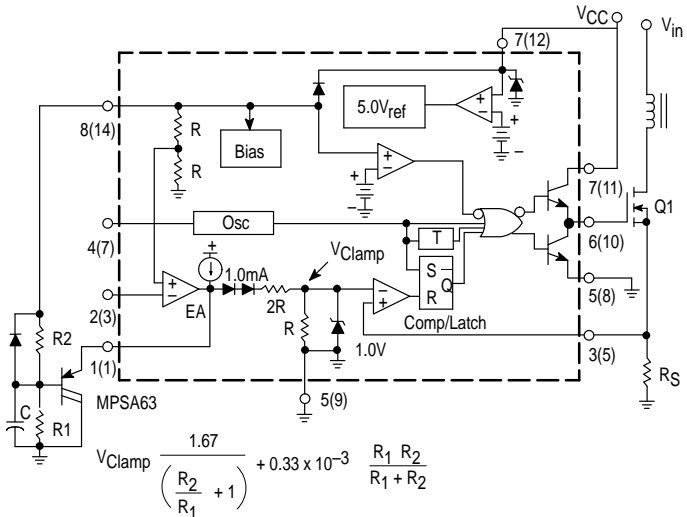 VCC
Vin
7(12)
5.0Vref
+
−
+
−
8(14)
R
Bias
R
+
−
+
−
7(11)
Q1
Osc
4(7)
T
6(10)
+
VClamp
S
1.0mA
+
−
2R
−
+
R
Q
5(8)
2(3)
EA
R
Comp/Latch
1.0V
3(5)
R2
1(1)
RS
C
R1
MPSA63
5(9)
VClamp 1.67 / (R2 / R1 + 1) + 0.33 x 10−3 R1 R2 / R1 + R2